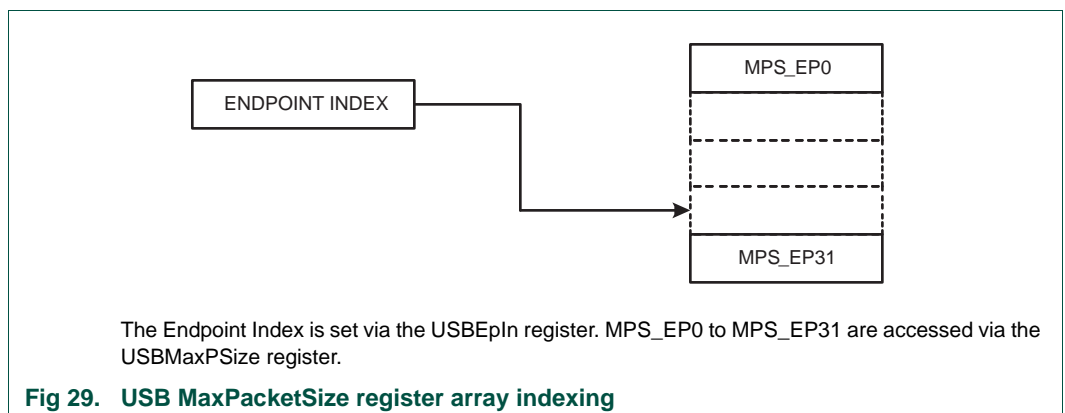 MPS_EP0
ENDPOINT INDEX
MPS_EP31
The Endpoint Index is set via the USBEpIn register. MPS_EP0 to MPS_EP31 are accessed via the
USBMaxPSize register.
Fig 29. USB MaxPacketSize register array indexing